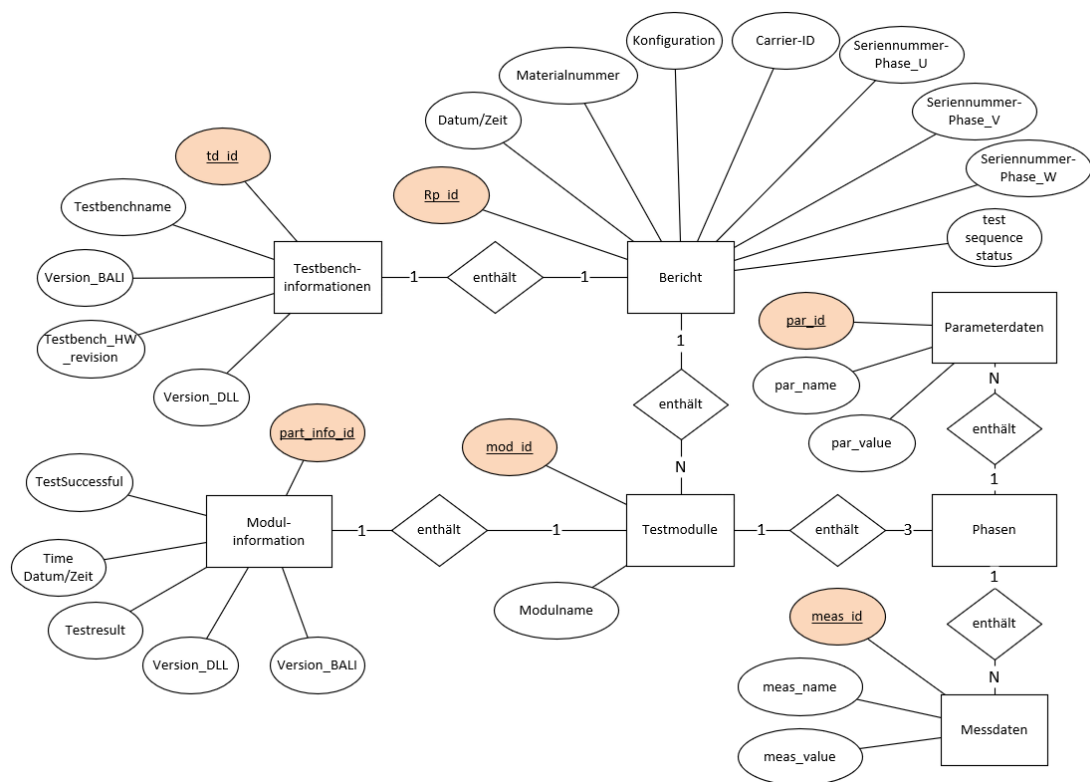 Konfiguration
Carrier-ID
Seriennummer-
Phase_U
Materialnummer
Seriennummer-
Phase_V
Datum/Zeit
Seriennummer-
Phase_W
td_id
Rp_id
Testbenchname
test
sequence
status
Version_BALI
Testbench-
informationen
1
enthält
1
Bericht
Testbench_HW
_revision
Version_DLL
1
par_id
Parameterdaten
par_name
N
enthält
enthält
par_value
part_info_id
mod_id
N
1
TestSuccessful
Modul-
information
1
enthält
1
Testmodulle
1
enthält
3
Phasen
Time
Datum/Zeit
1
Testresult
Modulname
meas_id
enthält
Version_DLL
Version_BALI
N
meas_name
Messdaten
meas_value